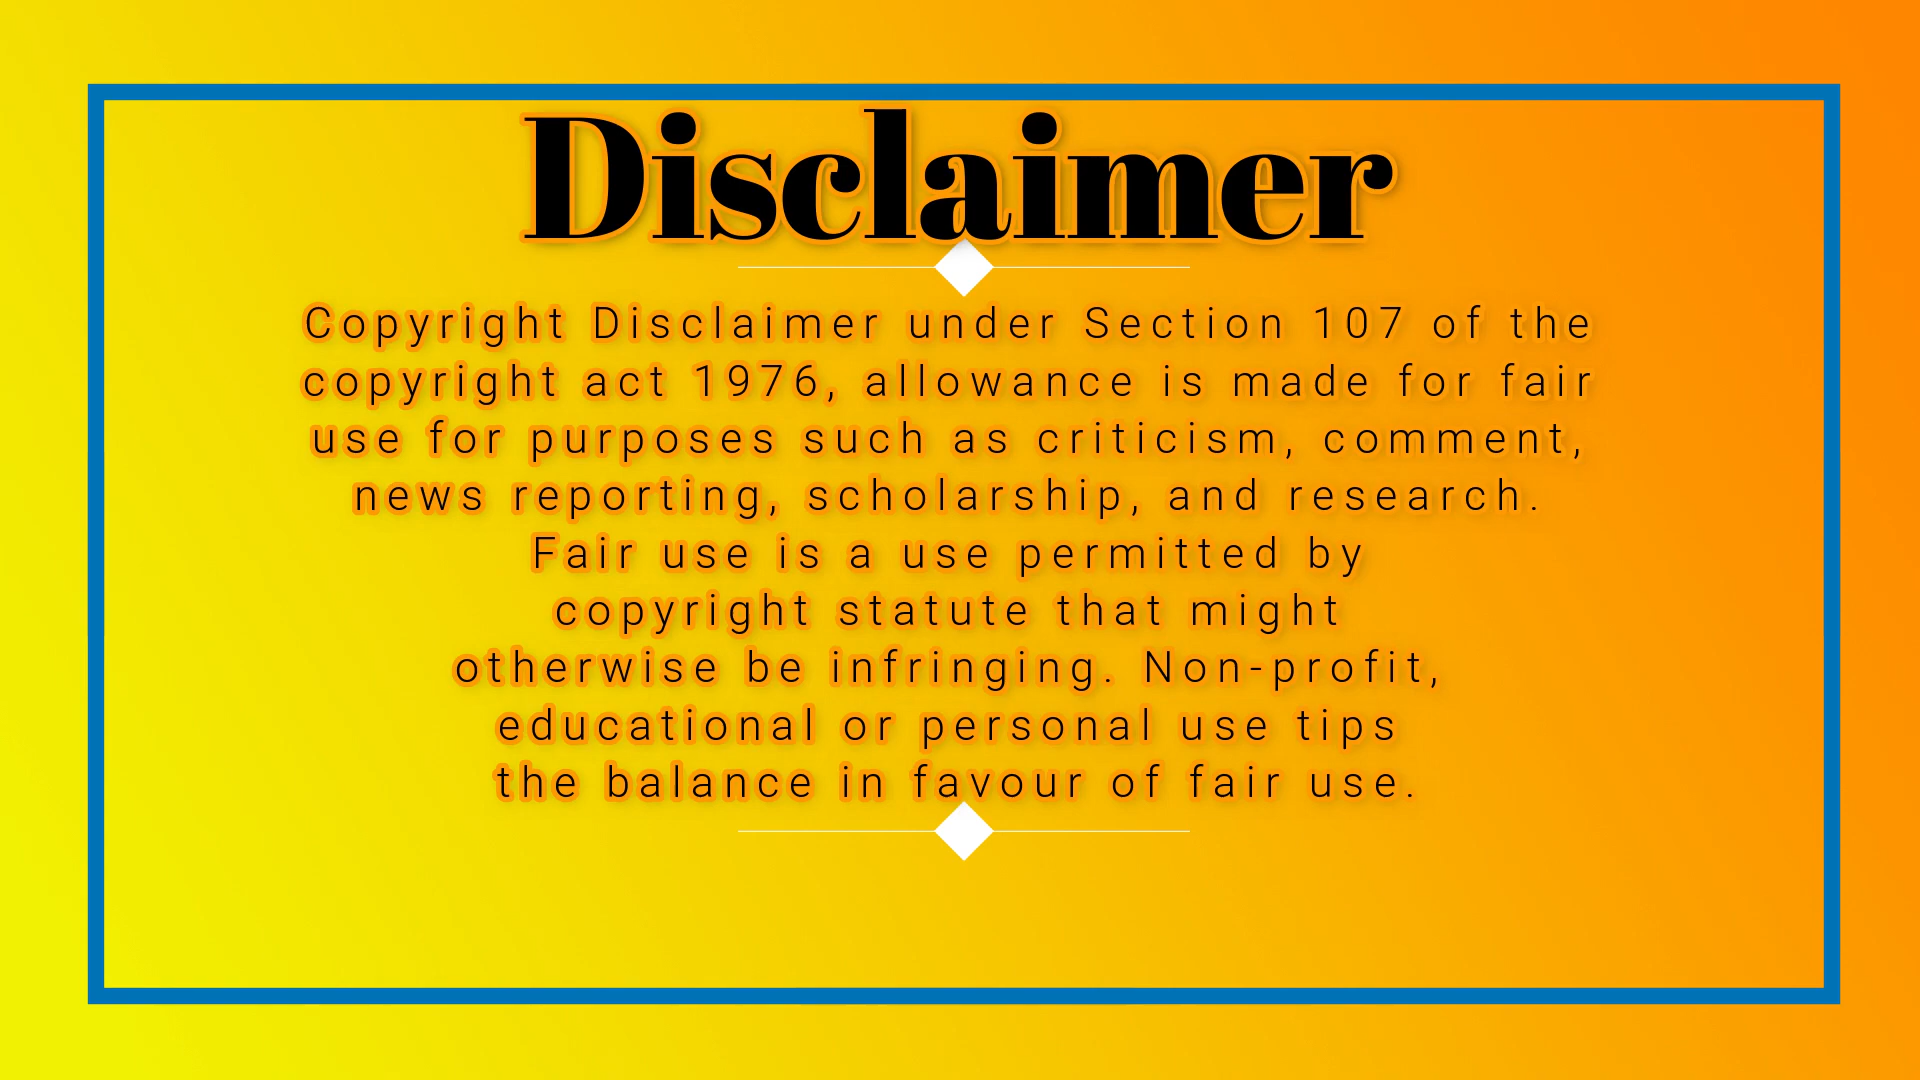 Disclaimer
Copyright Disclaimer under Section 107 of the
copyright act 1976, allowance is made for fair
use for purposes such as criticism, comment,
news reporting, scholarship, and research.
Fair use is a use permitted by
copyright statute that might
otherwise be infringing. Non-profit,
educational or personal use tips
the balance in favour of fair use.